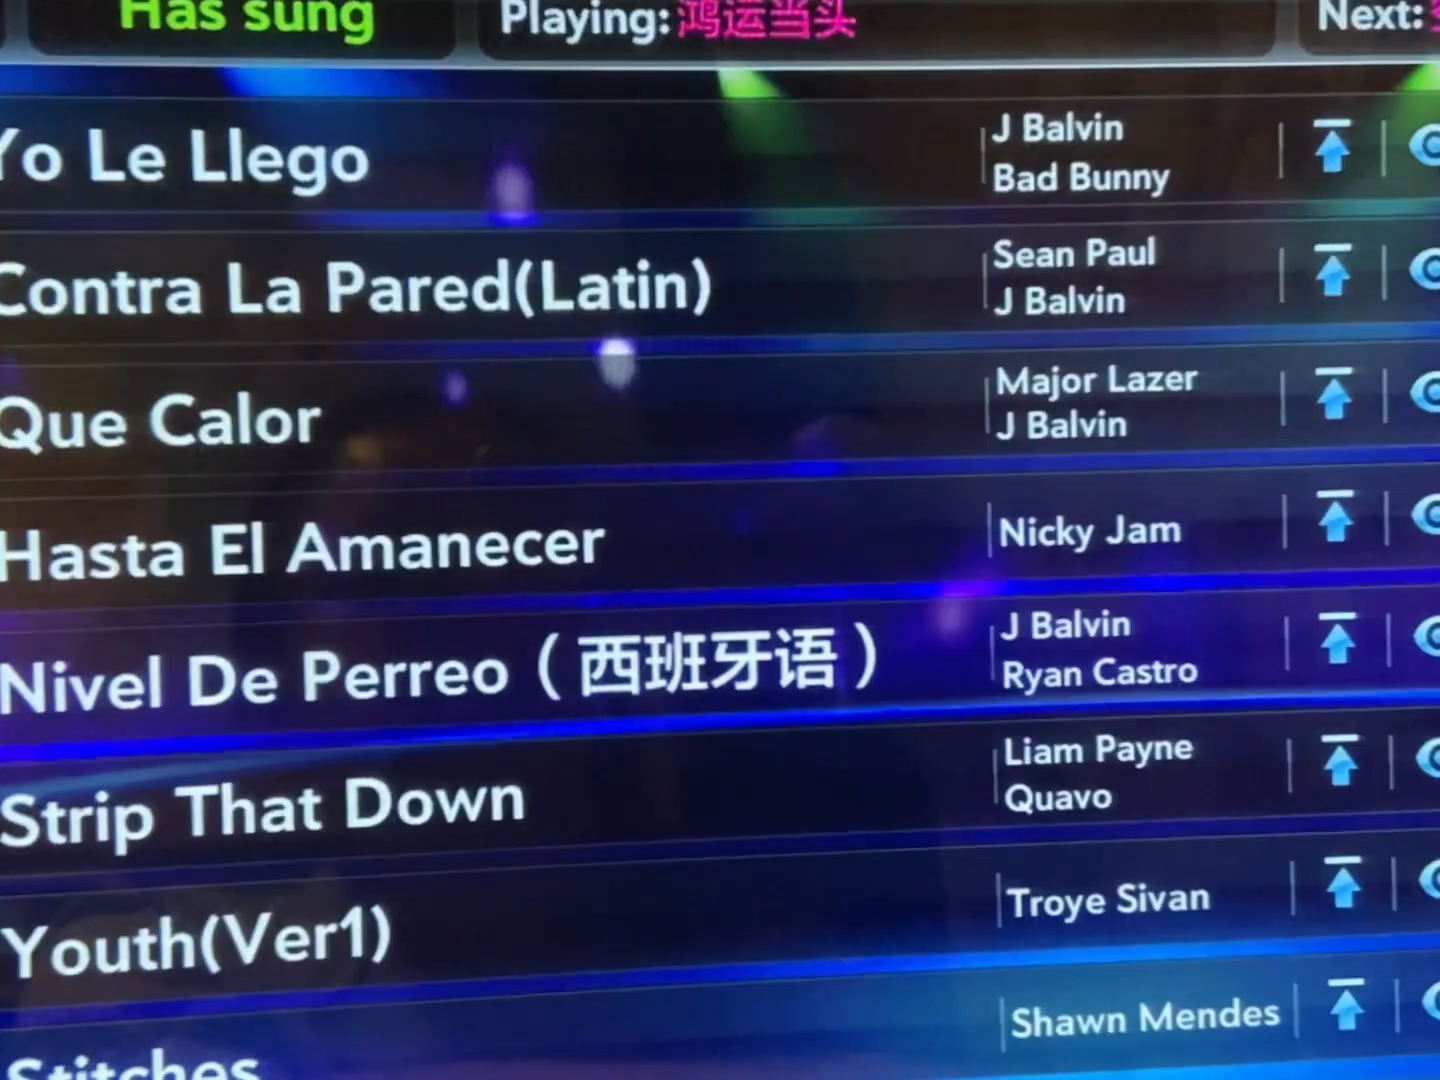 Has sung
Playing:鸿运当头
Next:
Yo Le Llego
J Balvin
Bad Bunny
Contra La Pared(Latin)
Sean Paul
J Balvin
Que Calor
Major Lazer
J Balvin
Hasta El Amanecer
Nicky Jam
Nivel De Perreo（西班牙语）
J Balvin
Ryan Castro
Strip That Down
Liam Payne
Quavo
Youth(Ver1)
Troye Sivan
Stitches
Shawn Mendes